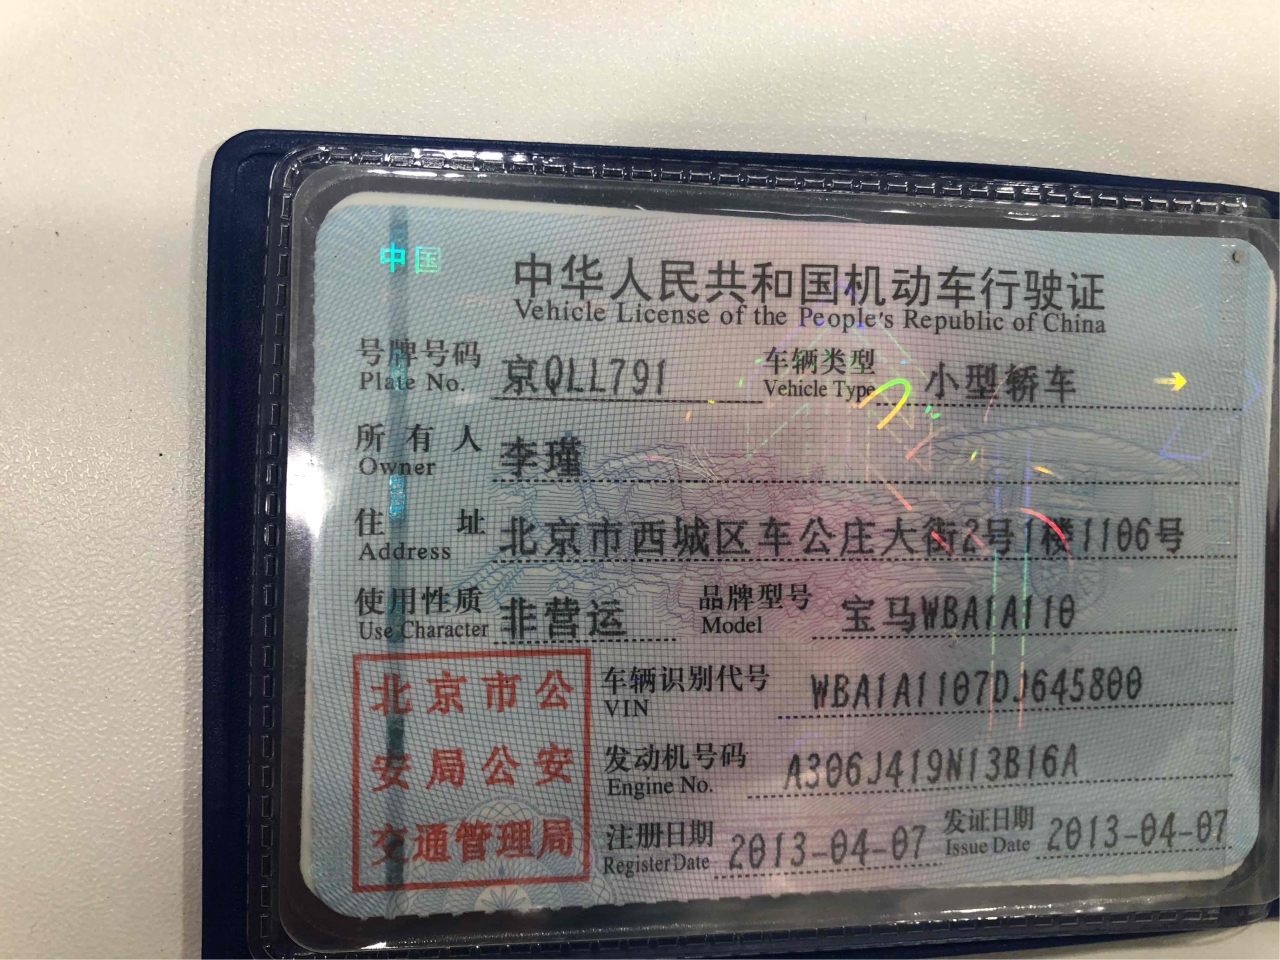 中国
中华人民共和国机动车行驶证
Vehicle License of the People's Republic of China
号牌号码 京QLL791 车辆类型 小型轿车
Plate No. Vehicle Type
所有人 李瑾
Owner
住址 北京市西城区车公庄大街2号1楼1106号
Address
使用性质 非营运 品牌型号 宝马WBA1A110
Use Character Model
北京市公
安局公安
交通管理局
车辆识别代号 WBA1A1107DJ645800
VIN
发动机号码 A306J419N13B16A
Engine No.
注册日期 2013-04-07 发证日期 2013-04-07
Register Date Issue Date